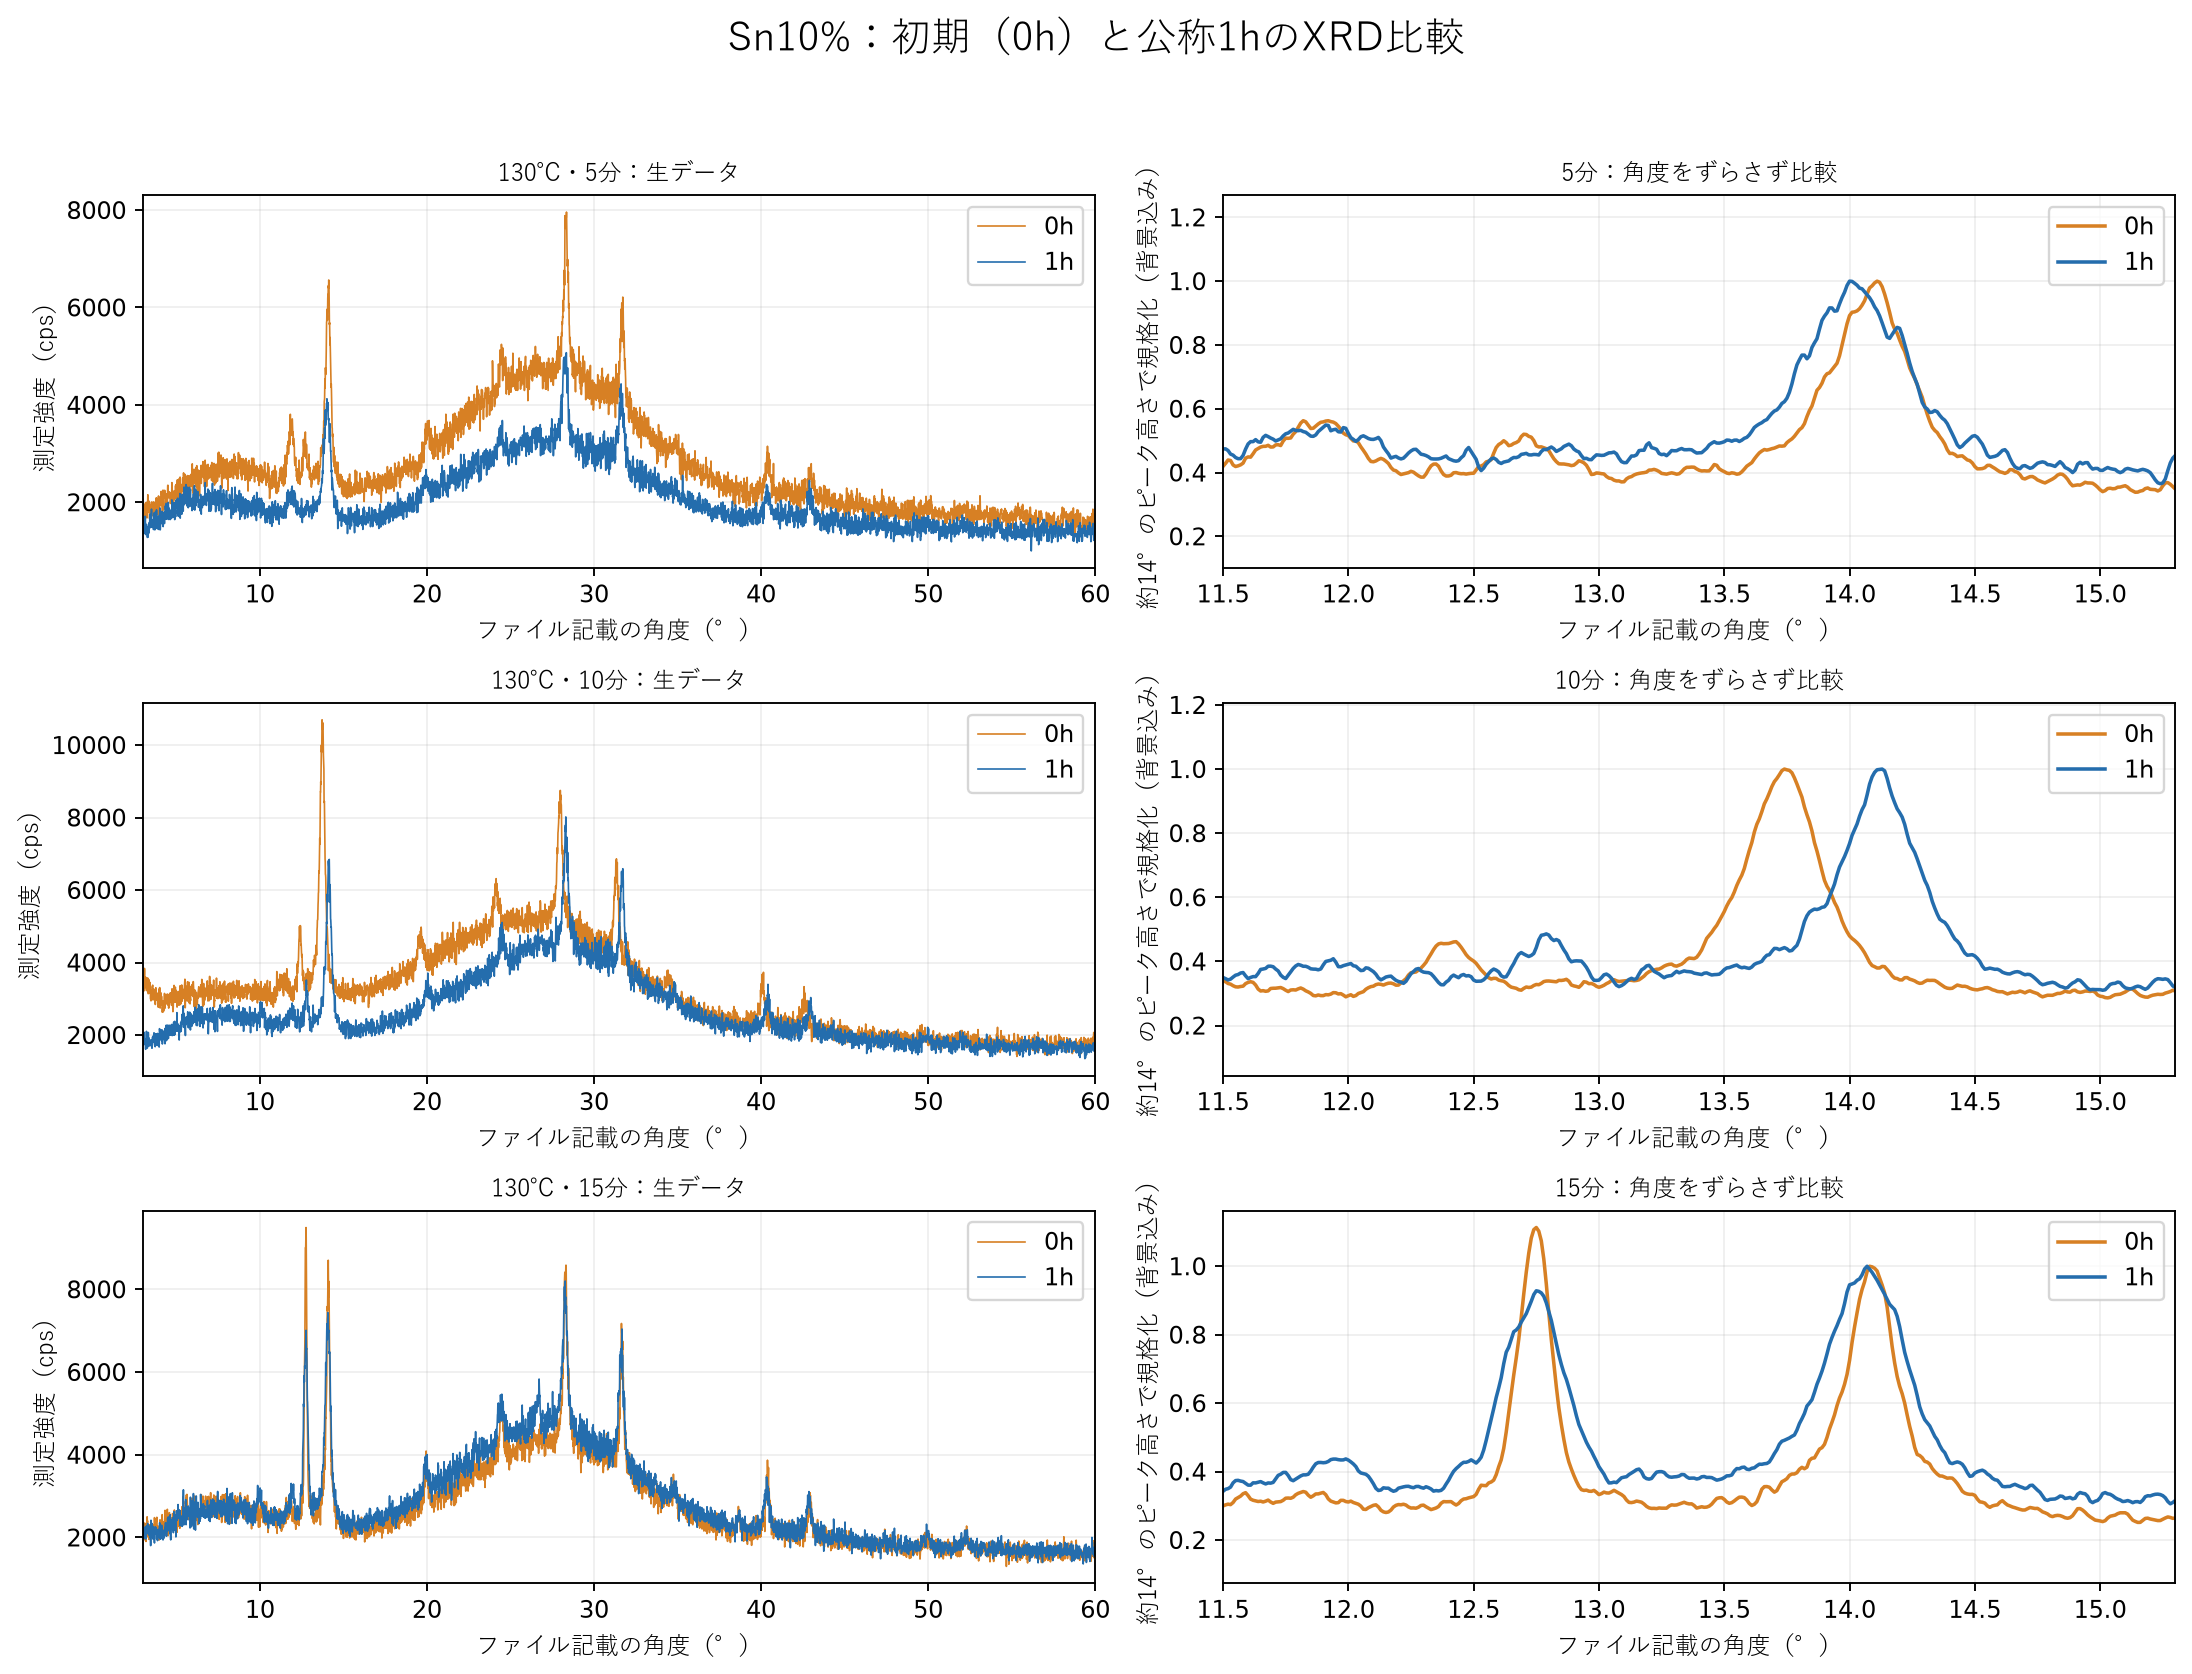 Sn10%：初期（0h）と公称1hのXRD比較
130℃・5分：生データ
測定強度（cps）
8000
6000
4000
2000
0h
1h
10 20 30 40 50 60
ファイル記載の角度（°）
5分：角度をずらさず比較
約14°のピーク高さで規格化（背景込み）
1.2
1.0
0.8
0.6
0.4
0.2
0h
1h
11.5 12.0 12.5 13.0 13.5 14.0 14.5 15.0
ファイル記載の角度（°）
130℃・10分：生データ
測定強度（cps）
10000
8000
6000
4000
2000
0h
1h
10 20 30 40 50 60
ファイル記載の角度（°）
10分：角度をずらさず比較
約14°のピーク高さで規格化（背景込み）
1.2
1.0
0.8
0.6
0.4
0.2
0h
1h
11.5 12.0 12.5 13.0 13.5 14.0 14.5 15.0
ファイル記載の角度（°）
130℃・15分：生データ
測定強度（cps）
8000
6000
4000
2000
0h
1h
10 20 30 40 50 60
ファイル記載の角度（°）
15分：角度をずらさず比較
約14°のピーク高さで規格化（背景込み）
1.0
0.8
0.6
0.4
0.2
0h
1h
11.5 12.0 12.5 13.0 13.5 14.0 14.5 15.0
ファイル記載の角度（°）